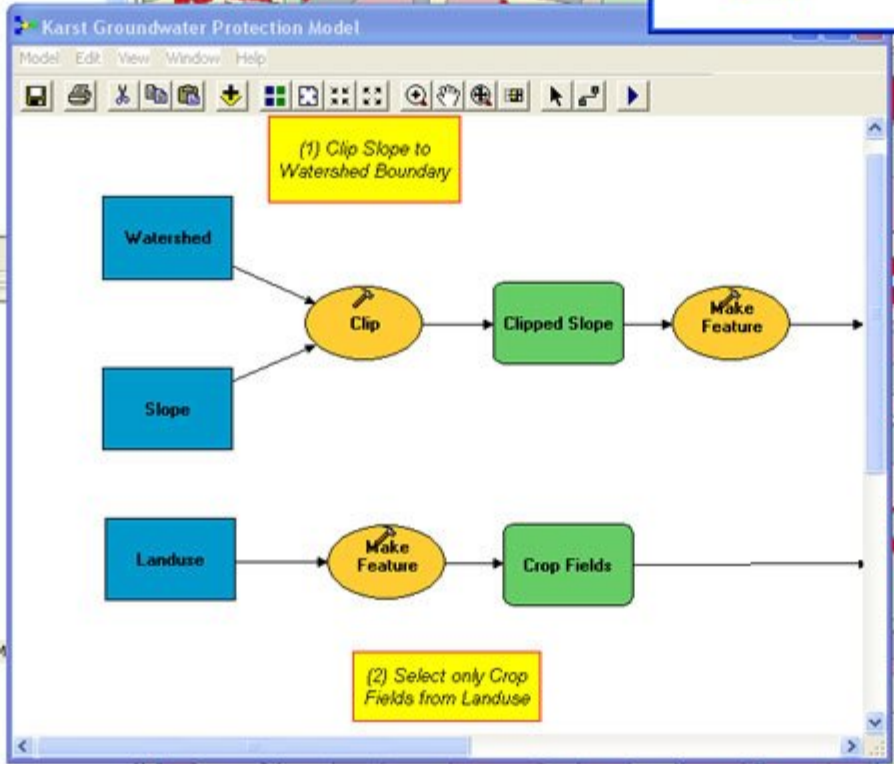 Karst Groundwater Protection Model
Model Edit View Window Help
(1) Clip Slope to
Watershed Boundary
Watershed
Clip
Clipped Slope
Make
Feature
Slope
Landuse
Make
Feature
Crop Fields
(2) Select only Crop
Fields from Landuse